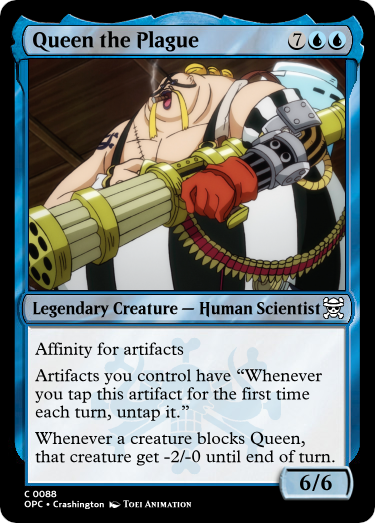 Queen the Plague 7
Legendary Creature — Human Scientist
Affinity for artifacts
Artifacts you control have “Whenever
you tap this artifact for the first time
each turn, untap it.”
Whenever a creature blocks Queen,
that creature get -2/-0 until end of turn.
6/6
C 0088
OPC • Crashington TOEI ANIMATION